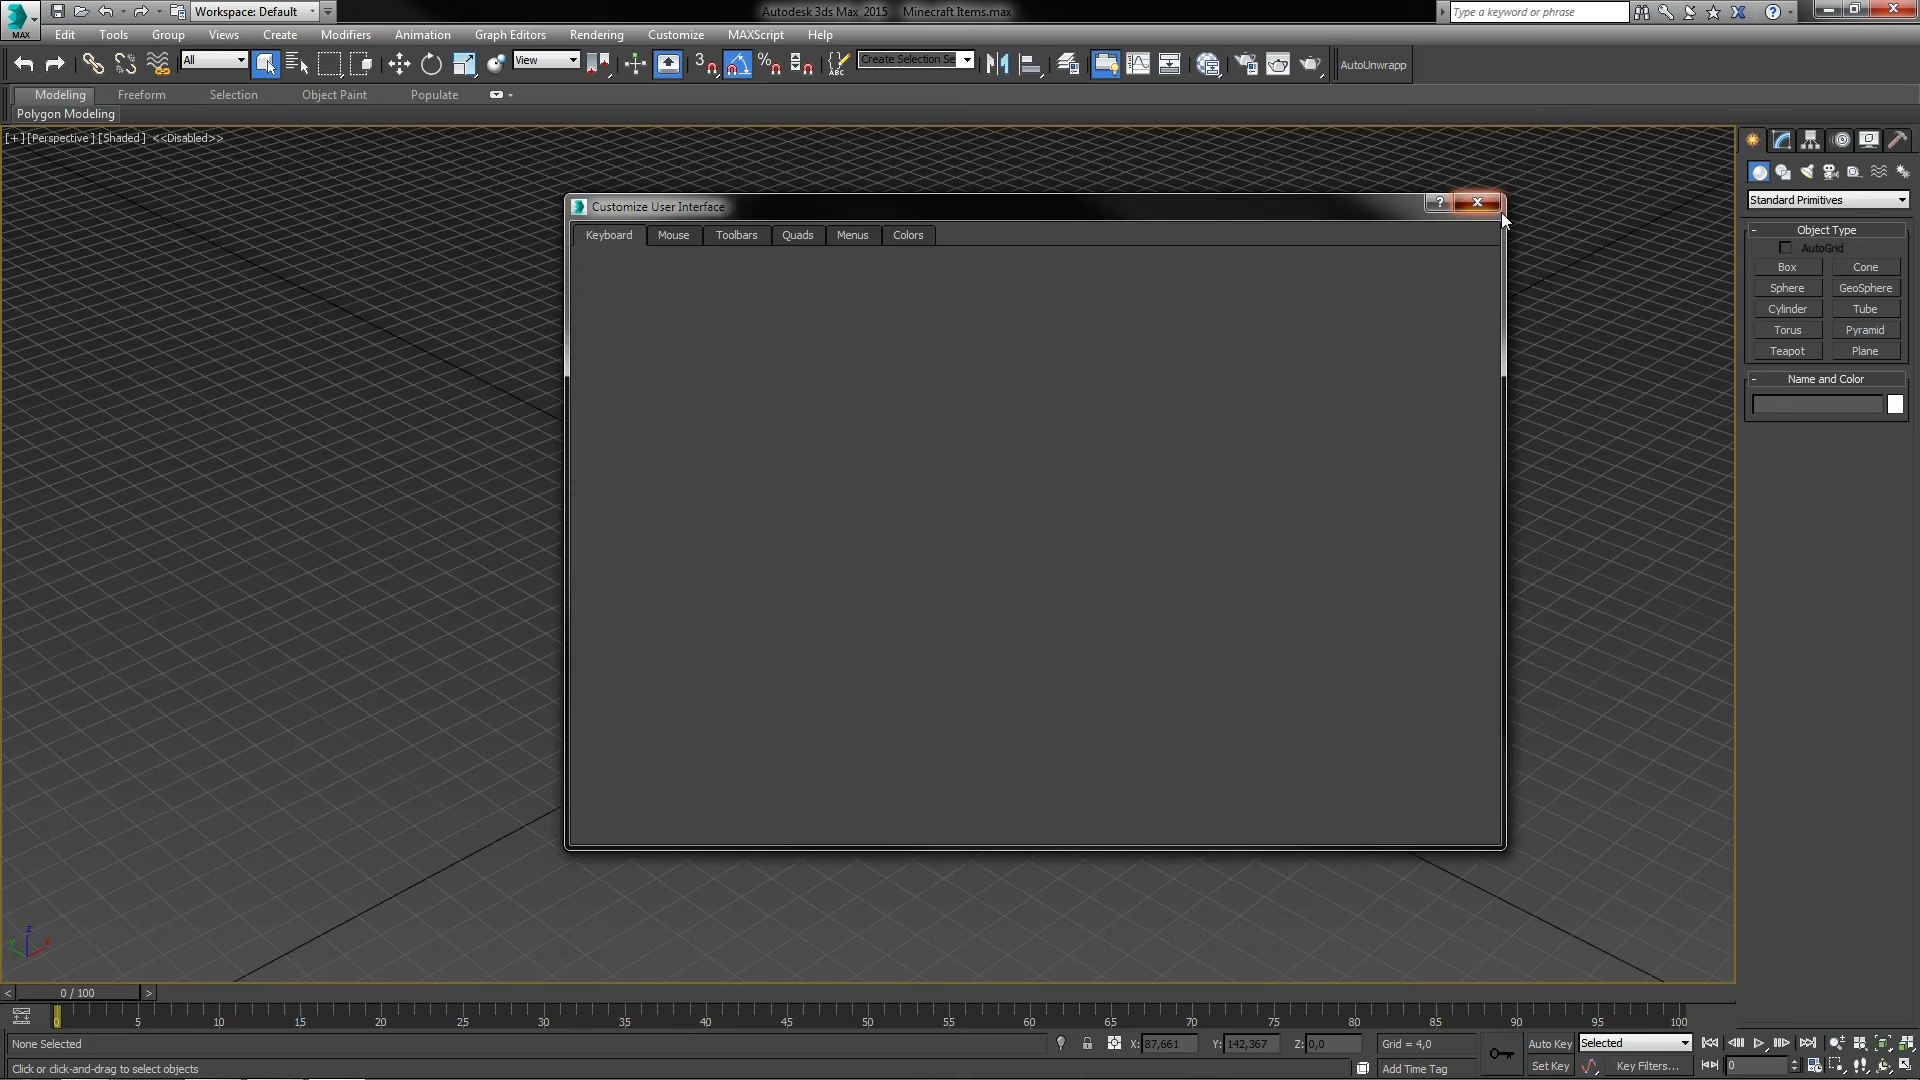 Workspace: Default
Autodesk 3ds Max 2015 Minecraft Items.max
Type a keyword or phrase
MAX
Edit Tools Group Views Create Modifiers Animation Graph Editors Rendering Customize MAXScript Help
All
View
3
%
ABC
Create Selection Se
AutoUnwrapp
Modeling Freeform Selection Object Paint Populate
Polygon Modeling
[+] [Perspective] [Shaded] <<Disabled>>
Customize User Interface
Keyboard Mouse Toolbars Quads Menus Colors
Standard Primitives
- Object Type
AutoGrid
Box Cone
Sphere GeoSphere
Cylinder Tube
Torus Pyramid
Teapot Plane
- Name and Color
z
y x
< 0 / 100 >
0 5 10 15 20 25 30 35 40 45 50 55 60 65 70 75 80 85 90 95 100
None Selected
X: 87,661 Y: 142,367 Z: 0,0 Grid = 4,0
Auto Key Selected
Click or click-and-drag to select objects
Add Time Tag
Set Key Key Filters...
0